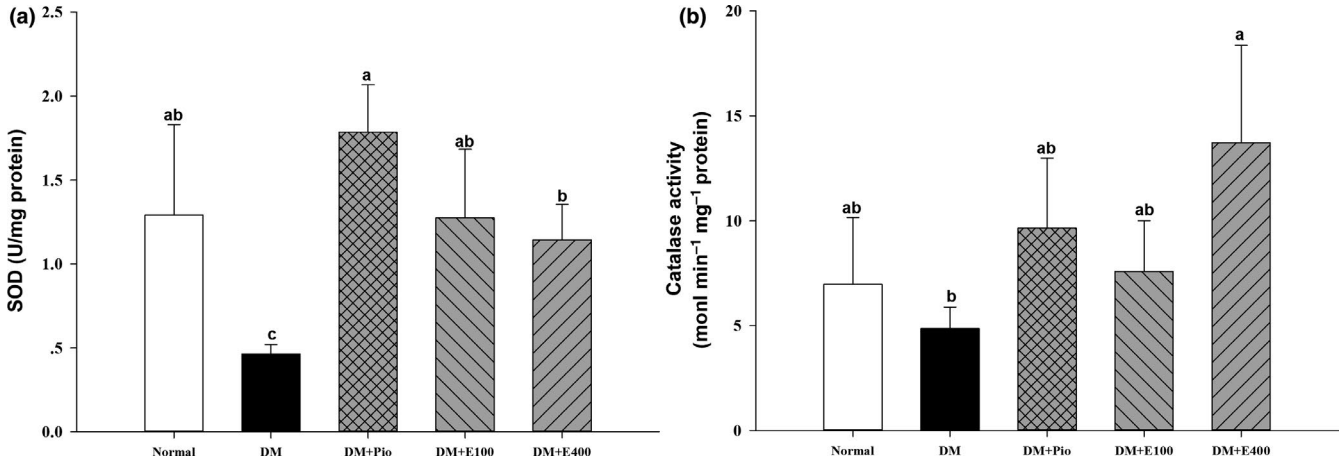 (a)
2.5
2.0
1.5
1.0
.5
0.0
SOD (U/mg protein)
ab
c
a
ab
b
Normal DM DM+Pio DM+E100 DM+E400
(b)
20
15
10
5
0
Catalase activity
(monl min⁻¹ mg⁻¹ protein)
ab
b
ab
ab
a
Normal DM DM+Pio DM+E100 DM+E400